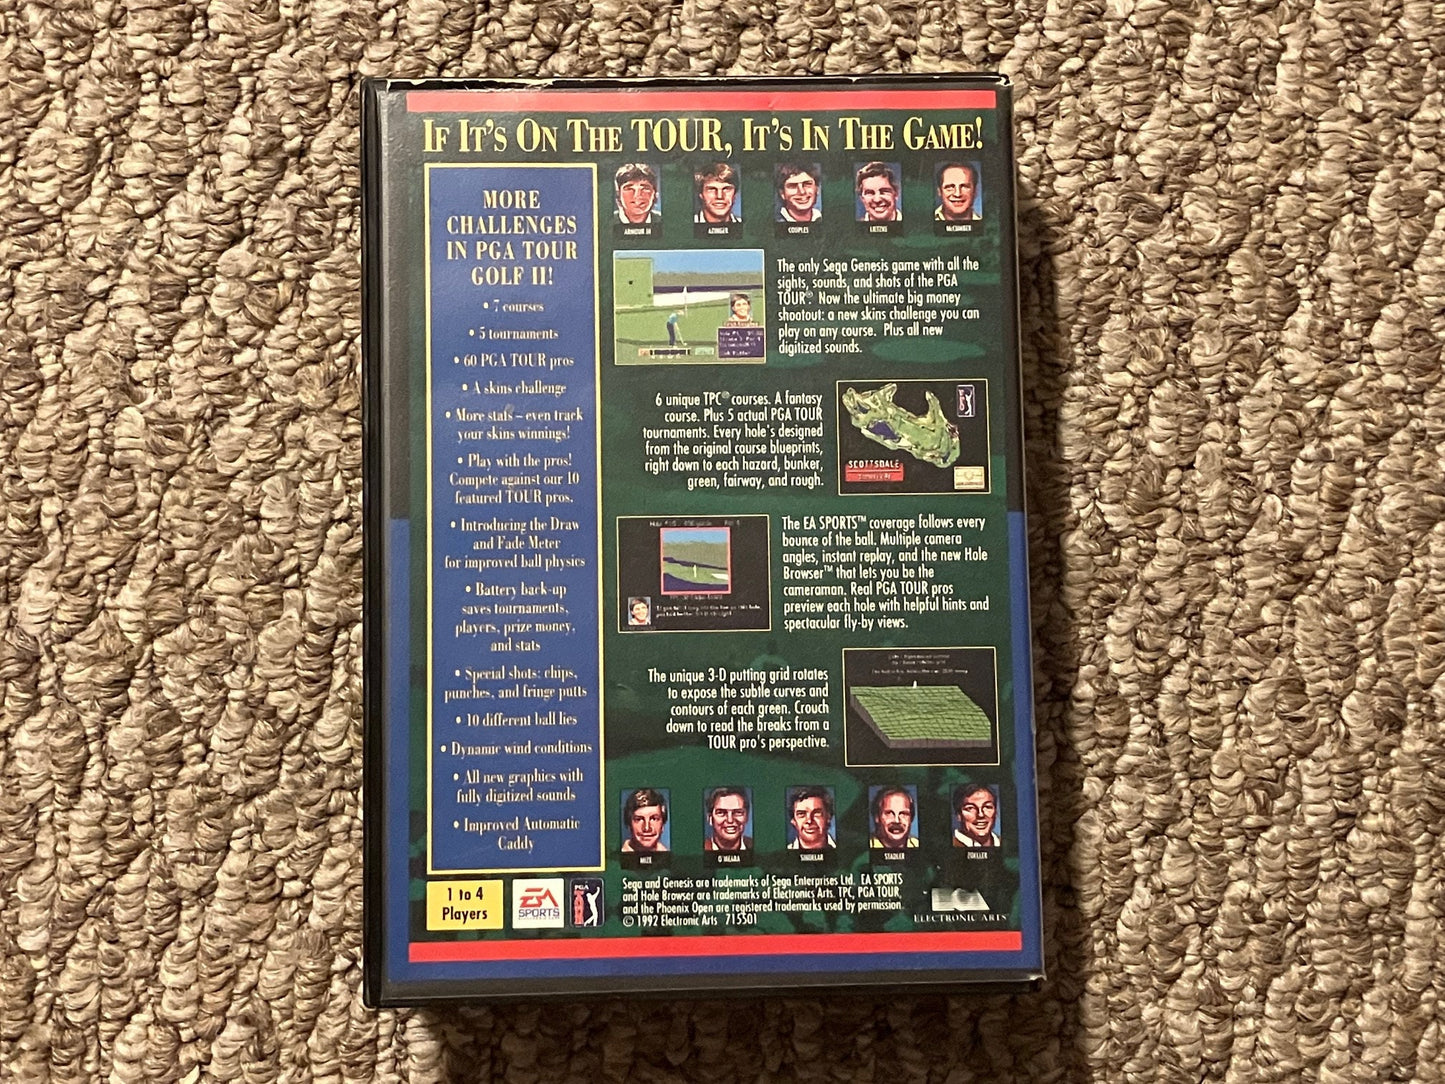 IF IT'S ON THE TOUR, IT'S IN THE GAME!
MORE
CHALLENGES
IN PGA TOUR
GOLF II!
• 7 courses
• 5 tournaments
• 60 PGA TOUR pros
• A skins challenge
• More stats – even track
your skins winnings!
• Play with the pros!
Compete against our 10
featured TOUR pros.
• Introducing the Draw
and Fade Meter
for improved ball physics
• Battery back-up
saves tournaments,
players, prize money,
and stats
• Special shots: chips,
punches, and fringe putts
• 10 different ball lies
• Dynamic wind conditions
• All new graphics with
fully digitized sounds
• Improved Automatic
Caddy
ARMOUR III
AZINGER
COUPLES
LIETZKE
McCUMBER
The only Sega Genesis game with all the
sights, sounds, and shots of the PGA
TOUR® Now the ultimate big money
shootout: a new skins challenge you can
play on any course. Plus all new
digitized sounds.
6 unique TPC® courses. A fantasy
course. Plus 5 actual PGA TOUR
tournaments. Every hole's designed
from the original course blueprints,
right down to each hazard, bunker,
green, fairway, and rough.
SCOTTSDALE
The EA SPORTS™ coverage follows every
bounce of the ball. Multiple camera
angles, instant replay, and the new Hole
Browser™ that lets you be the
cameraman. Real PGA TOUR pros
preview each hole with helpful hints and
spectacular fly-by views.
The unique 3-D putting grid rotates
to expose the subtle curves and
contours of each green. Crouch
down to read the breaks from a
TOUR pro's perspective.
MIZE
O'MEARA
SINDELAR
STADLER
ZOELLER
1 to 4
Players
EA
SPORTS
PGA
TOUR
Sega and Genesis are trademarks of Sega Enterprises Ltd. EA SPORTS
and Hole Browser are trademarks of Electronic Arts. TPC, PGA TOUR,
and the Phoenix Open are registered trademarks used by permission.
© 1992 Electronic Arts 715501
ELECTRONIC ARTS®